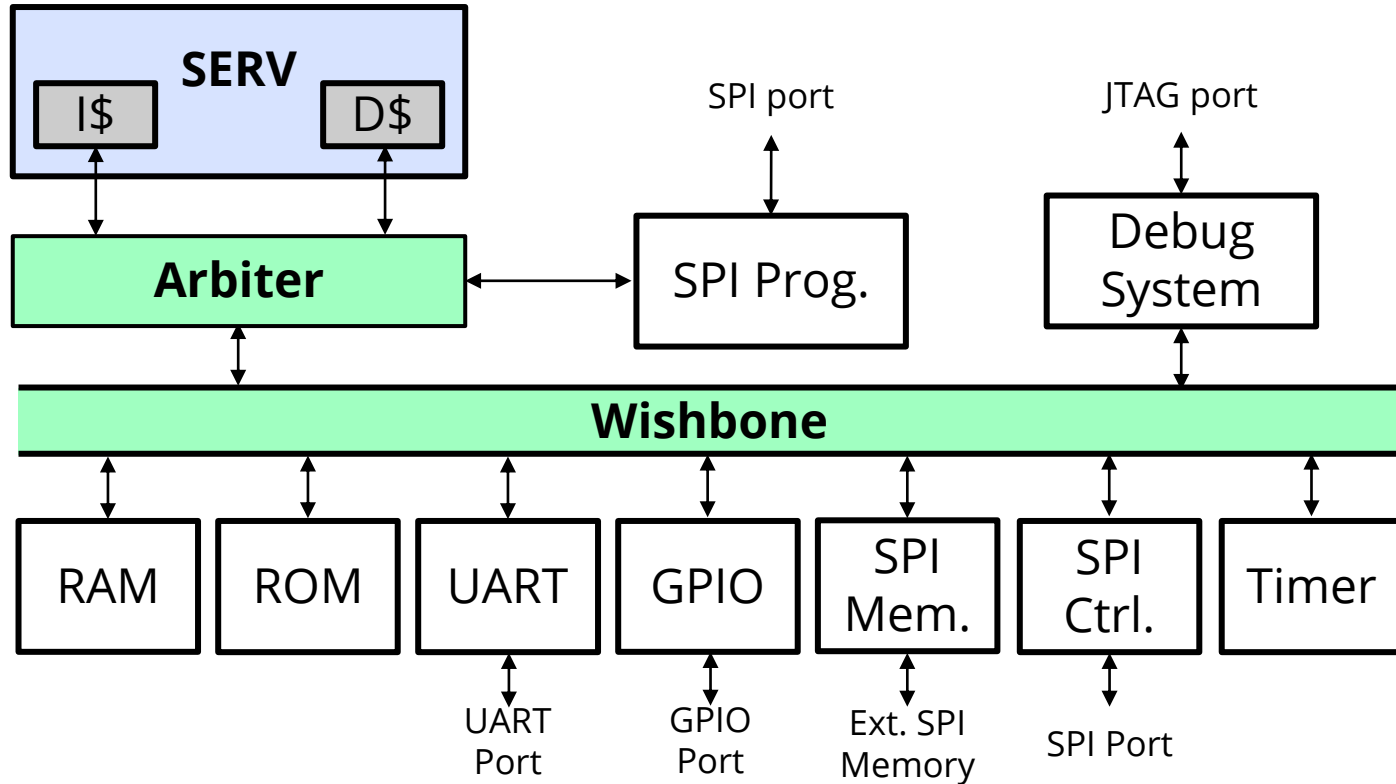 SERV
I$
D$
SPI port
JTAG port
Arbiter
SPI Prog.
Debug
System
Wishbone
RAM
ROM
UART
GPIO
SPI
Mem.
SPI
Ctrl.
Timer
UART
Port
GPIO
Port
Ext. SPI
Memory
SPI Port